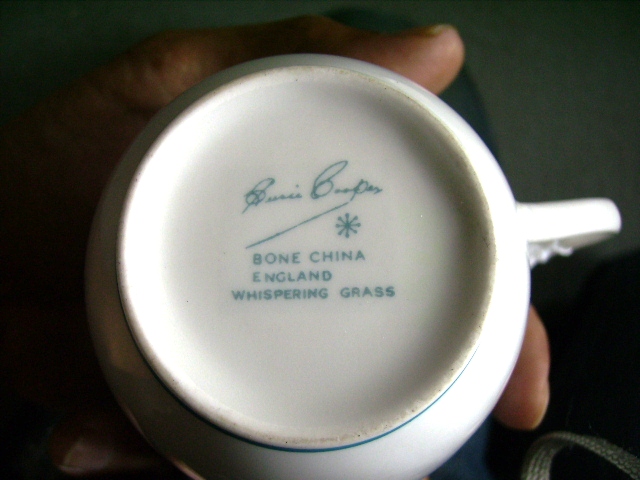 Susie Cooper
BONE CHINA
ENGLAND
WHISPERING GRASS